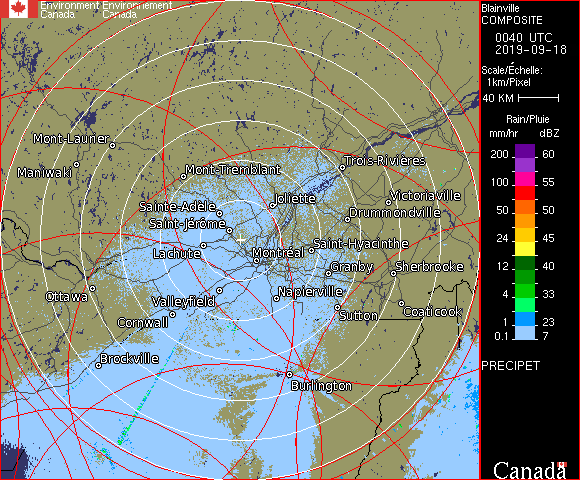 Environment Environnement
Canada Canada
Blainville
COMPOSITE
0040 UTC
2019-09-18
Scale/Échelle:
1km/Pixel
40 KM
Rain/Pluie
mm/hr dBZ
200 60
100 55
50 50
24 45
12 40
4 33
1 23
0.1 7
PRECIPET
Canada
Mont-Laurier
Maniwaki
Mont-Tremblant
Trois-Rivières
Joliette
Victoriaville
Sainte-Adèle
Drummondville
Saint-Jérôme
Saint-Hyacinthe
Lachute
Montréal
Granby
Sherbrooke
Ottawa
Valleyfield
Napierville
Cornwall
Sutton
Coaticook
Brockville
Burlington